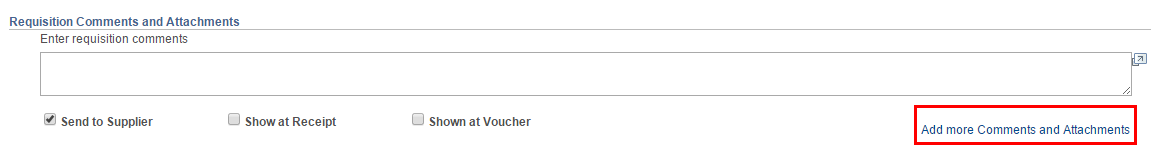 Requisition Comments and Attachments
Enter requisition comments
Send to Supplier Show at Receipt Shown at Voucher Add more Comments and Attachments